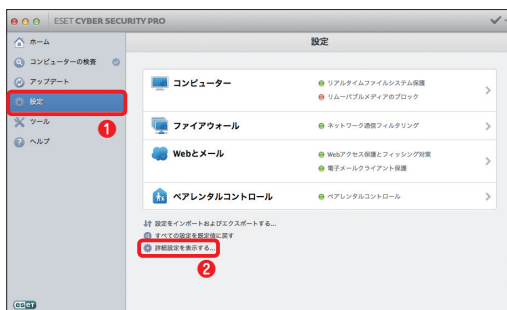 ESET CYBER SECURITY PRO
ホーム
コンピューターの検査
アップデート
設定
ツール
ヘルプ
1
設定
コンピューター
リアルタイムファイルシステム保護
リムーバブルメディアのブロック
ファイアウォール
ネットワーク通信フィルタリング
Webとメール
Webアクセス保護とフィッシング対策
電子メールクライアント保護
ペアレンタルコントロール
ペアレンタルコントロール
設定をインポートおよびエクスポートする...
すべての設定を既定値に戻す
詳細設定を表示する...
2
eset